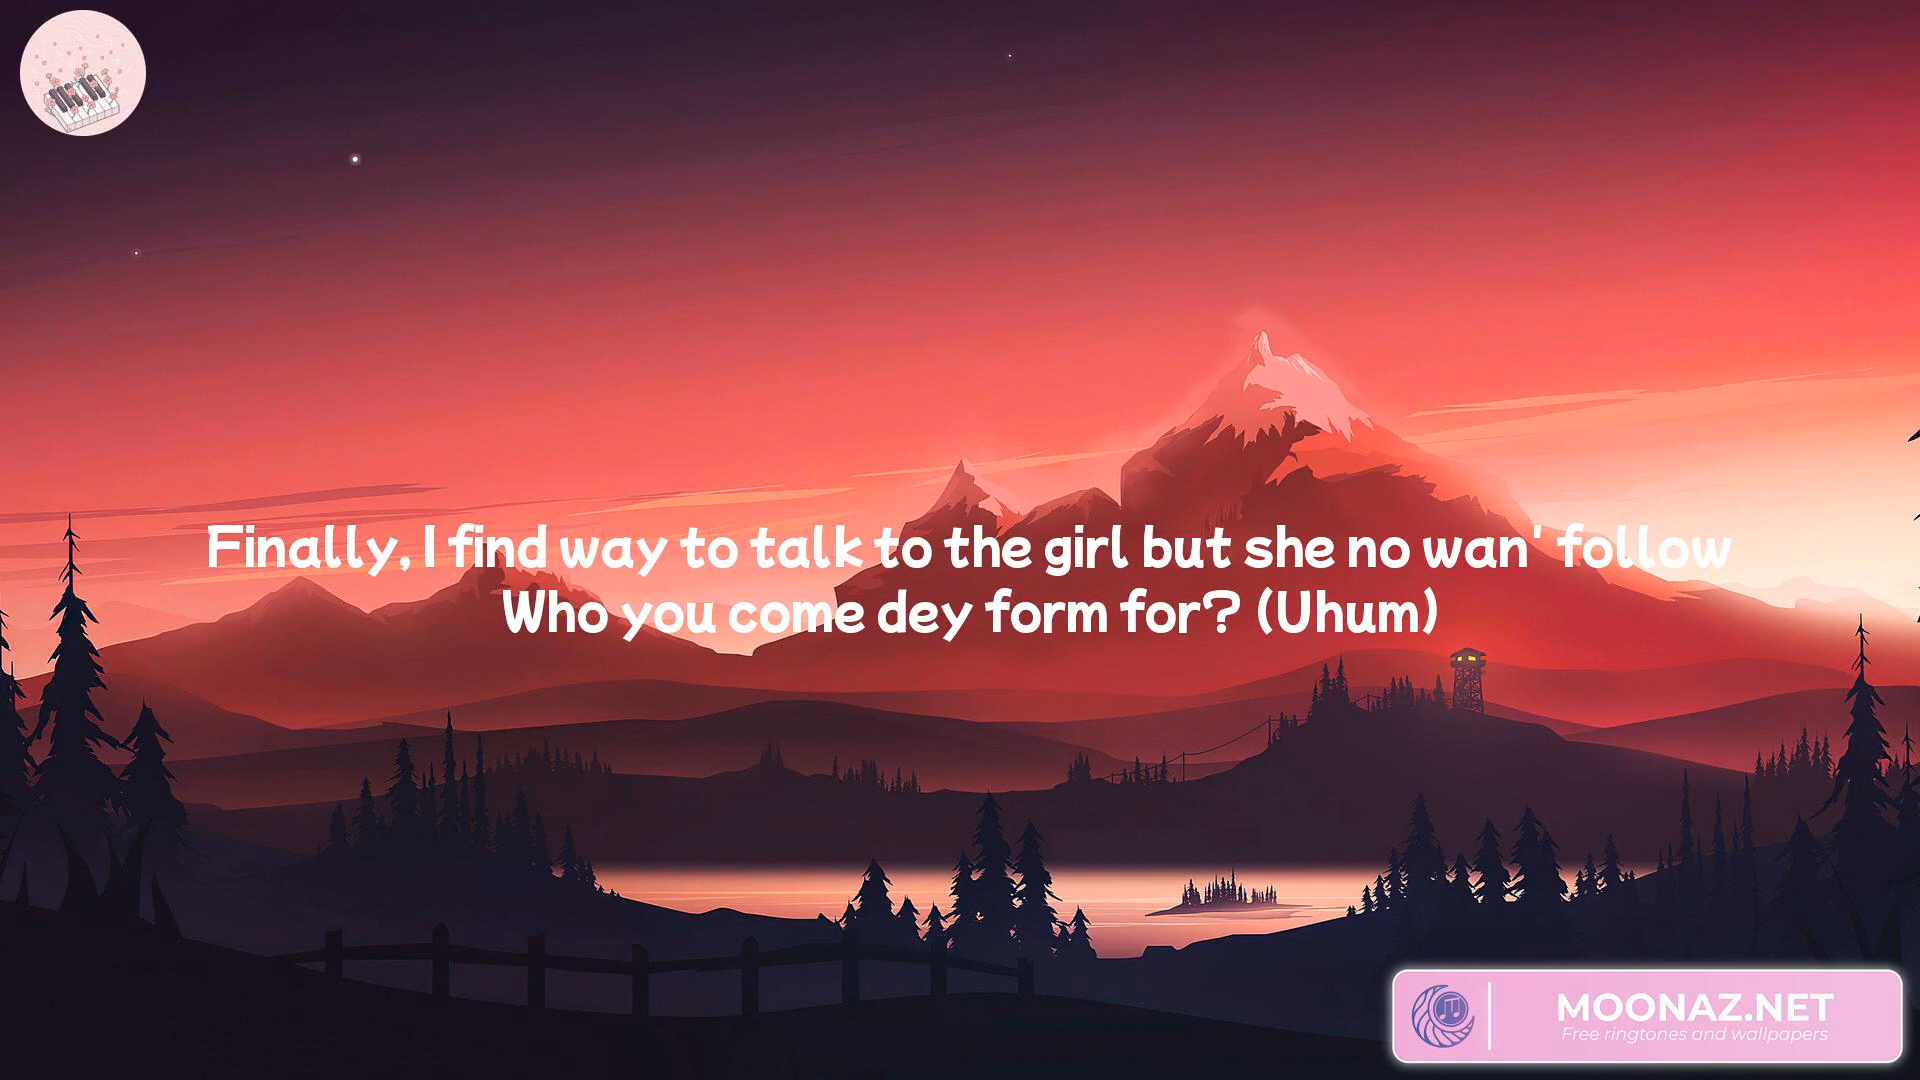 Finally, I find way to talk to the girl but she no wan' follow
Who you come dey form for? (Uhum)
MOONAZ.NET
Free ringtones and wallpapers